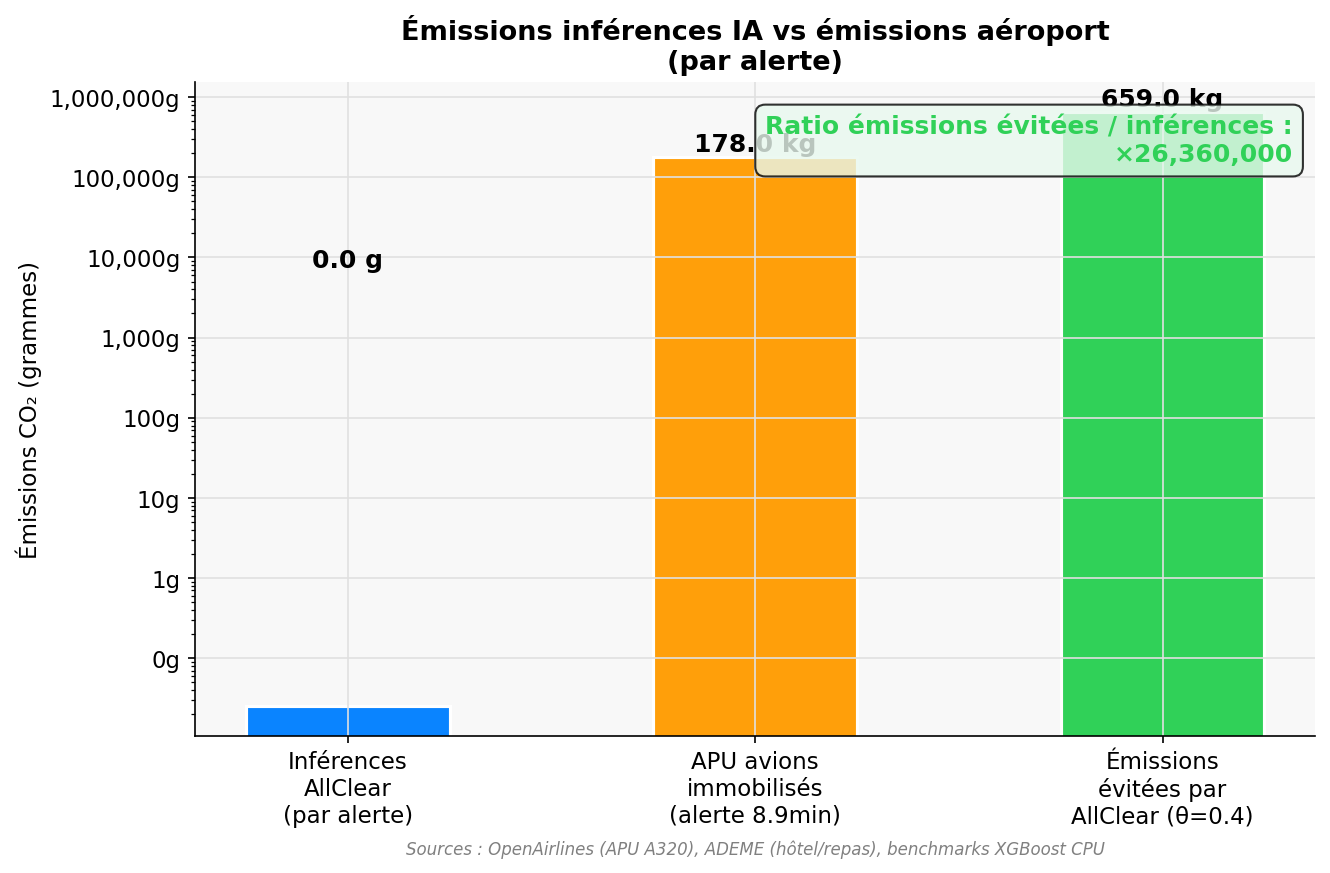 Émissions inférences IA vs émissions aéroport
(par alerte)
1,000,000g
100,000g
10,000g
1,000g
100g
10g
1g
0g
Émissions CO₂ (grammes)
0.0 g
178.0 kg
659.0 kg
Ratio émissions évitées / inférences :
×26,360,000
Inférences
AllClear
(par alerte)
APU avions
immobilisés
(alerte 8.9min)
Émissions
évitées par
AllClear (θ=0.4)
Sources : OpenAirlines (APU A320), ADEME (hôtel/repas), benchmarks XGBoost CPU